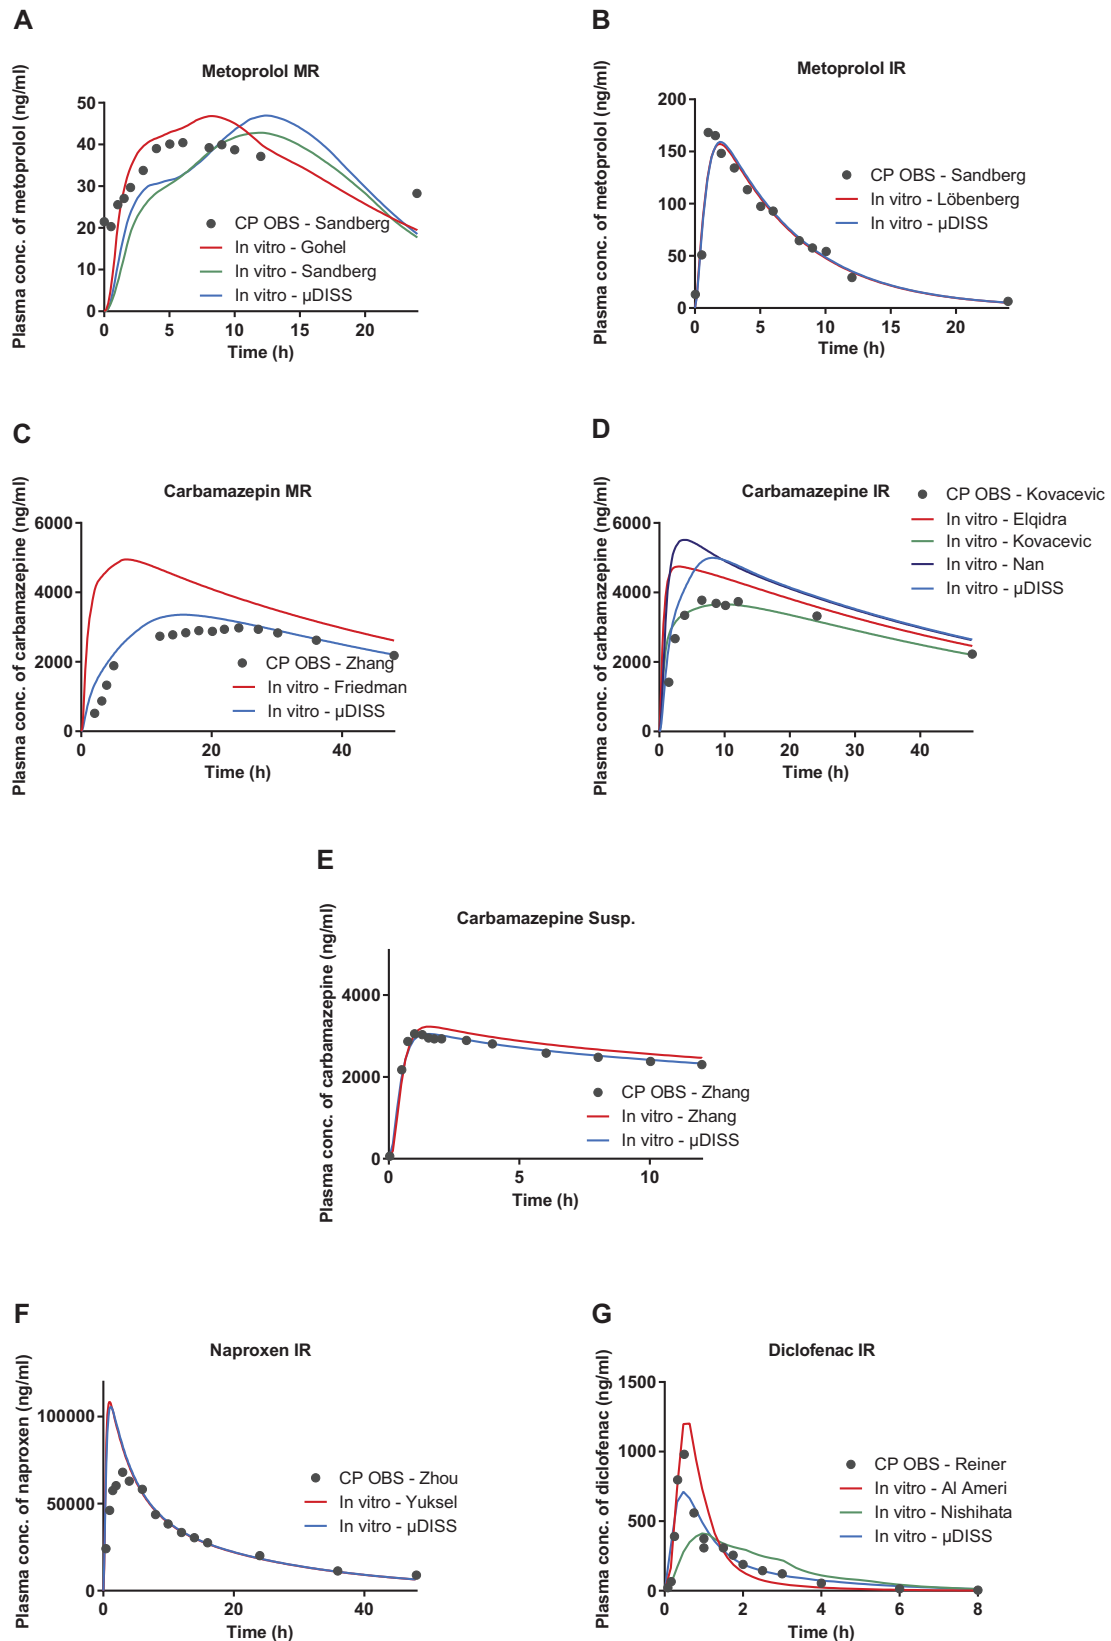 A
Metoprolol MR
Plasma conc. of metoprolol (ng/ml)
50
40
30
20
10
0
CP OBS - Sandberg
In vitro - Gohel
In vitro - Sandberg
In vitro - µDISS
0 5 10 15 20
Time (h)
B
Metoprolol IR
Plasma conc. of metoprolol (ng/ml)
200
150
100
50
0
CP OBS - Sandberg
In vitro - Löbenberg
In vitro - µDISS
0 5 10 15 20
Time (h)
C
Carbamazepin MR
Plasma conc. of carbamazepine (ng/ml)
6000
4000
2000
0
CP OBS - Zhang
In vitro - Friedman
In vitro - µDISS
0 20 40
Time (h)
D
Carbamazepine IR
Plasma conc. of carbamazepine (ng/ml)
6000
4000
2000
0
CP OBS - Kovacevic
In vitro - Elqidra
In vitro - Kovacevic
In vitro - Nan
In vitro - µDISS
0 10 20 30 40
Time (h)
E
Carbamazepine Susp.
Plasma conc. of carbamazepine (ng/ml)
4000
2000
0
CP OBS - Zhang
In vitro - Zhang
In vitro - µDISS
0 5 10
Time (h)
F
Naproxen IR
Plasma conc. of naproxen (ng/ml)
100000
50000
0
CP OBS - Zhou
In vitro - Yuksel
In vitro - µDISS
0 20 40
Time (h)
G
Diclofenac IR
Plasma conc. of diclofenac (ng/ml)
1500
1000
500
0
CP OBS - Reiner
In vitro - Al Ameri
In vitro - Nishihata
In vitro - µDISS
0 2 4 6 8
Time (h)